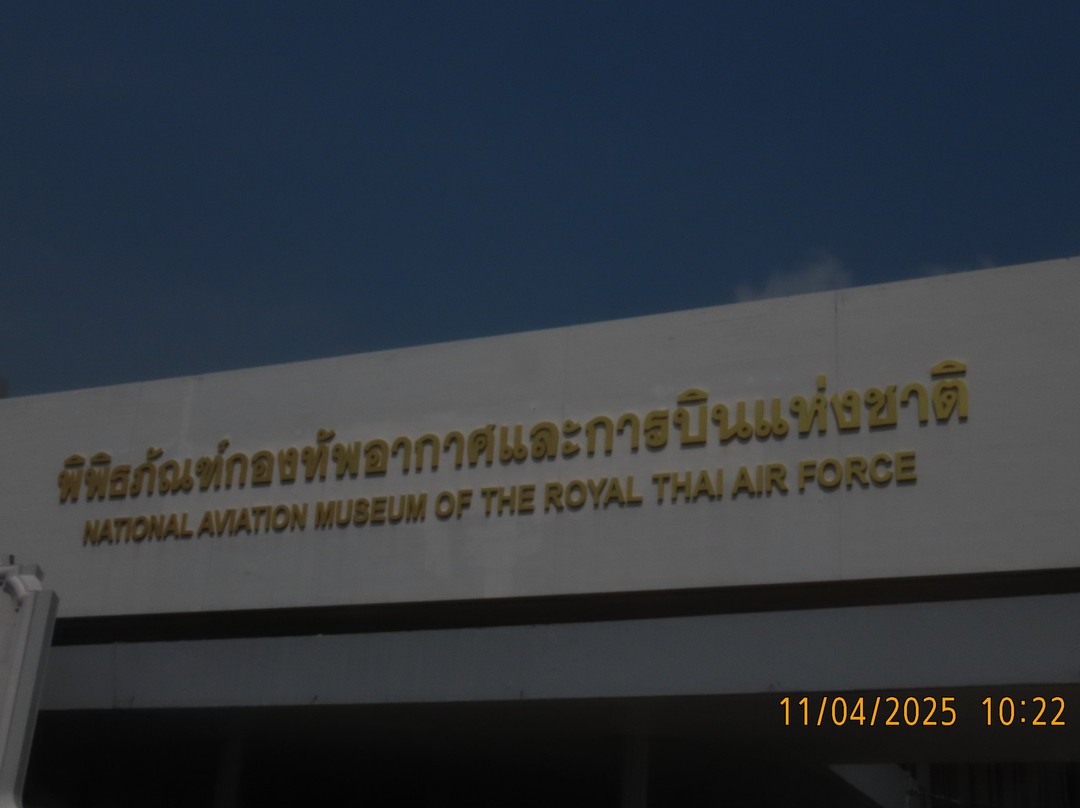 พิพิธภัณฑ์กองทัพอากาศและการบินแห่งชาติ
NATIONAL AVIATION MUSEUM OF THE ROYAL THAI AIR FORCE
11/04/2025 10:22